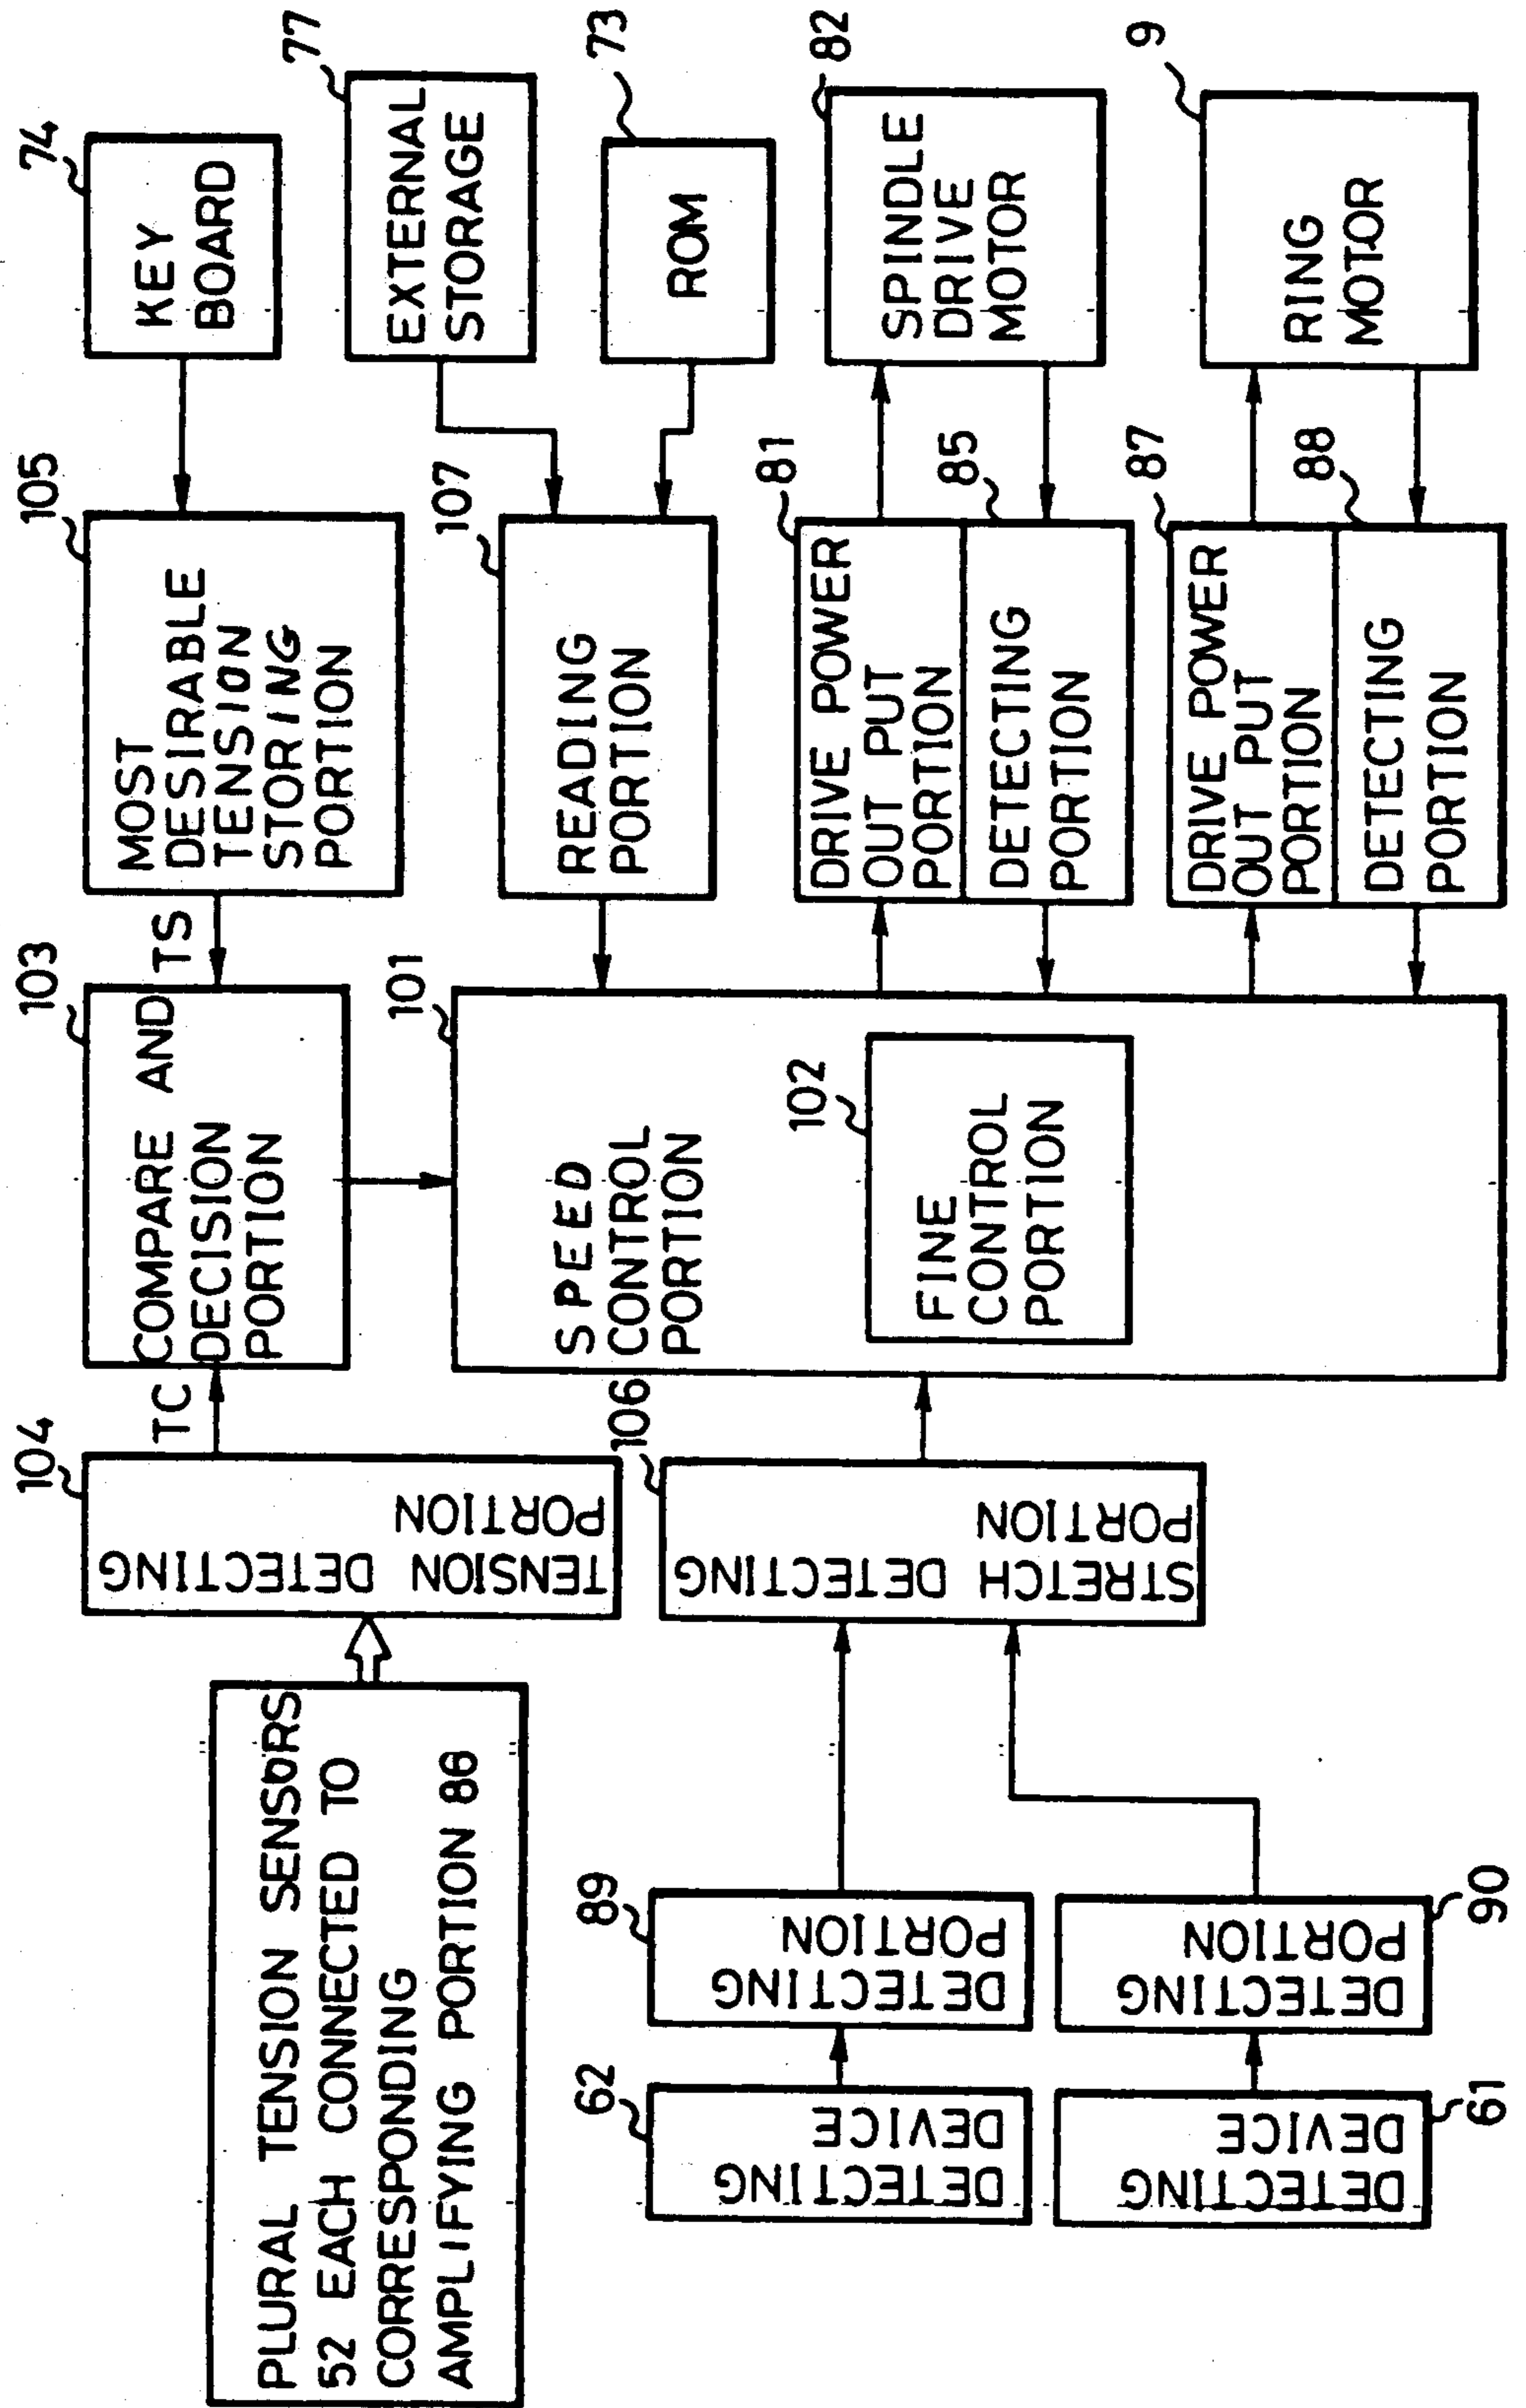 PLURAL TENSION SENSORS
52 EACH CONNECTED TO
CORRESPONDING
AMPLIFYING PORTION 86
104
TENSION DETECTING
PORTION
TC
103
COMPARE AND
DECISION
PORTION
TS
105
MOST
DESIRABLE
TENSION
STORING
PORTION
74
KEY
BOARD
62
DETECTING
DEVICE
89
DETECTING
PORTION
61
DETECTING
DEVICE
90
DETECTING
PORTION
106
STRETCH DETECTING
PORTION
101
SPEED
CONTROL
PORTION
102
FINE
CONTROL
PORTION
107
READING
PORTION
77
EXTERNAL
STORAGE
73
ROM
81
DRIVE POWER
OUT PUT
PORTION
85
DETECTING
PORTION
82
SPINDLE
DRIVE
MOTOR
87
DRIVE POWER
OUT PUT
PORTION
88
DETECTING
PORTION
9
RING
MOTOR